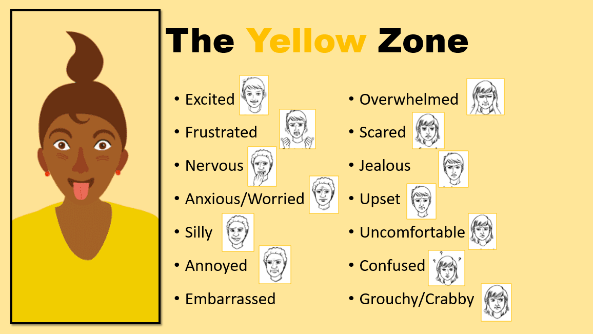 The Yellow Zone
• Excited
• Frustrated
• Nervous
• Anxious/Worried
• Silly
• Annoyed
• Embarrassed
• Overwhelmed
• Scared
• Jealous
• Upset
• Uncomfortable
• Confused
• Grouchy/Crabby